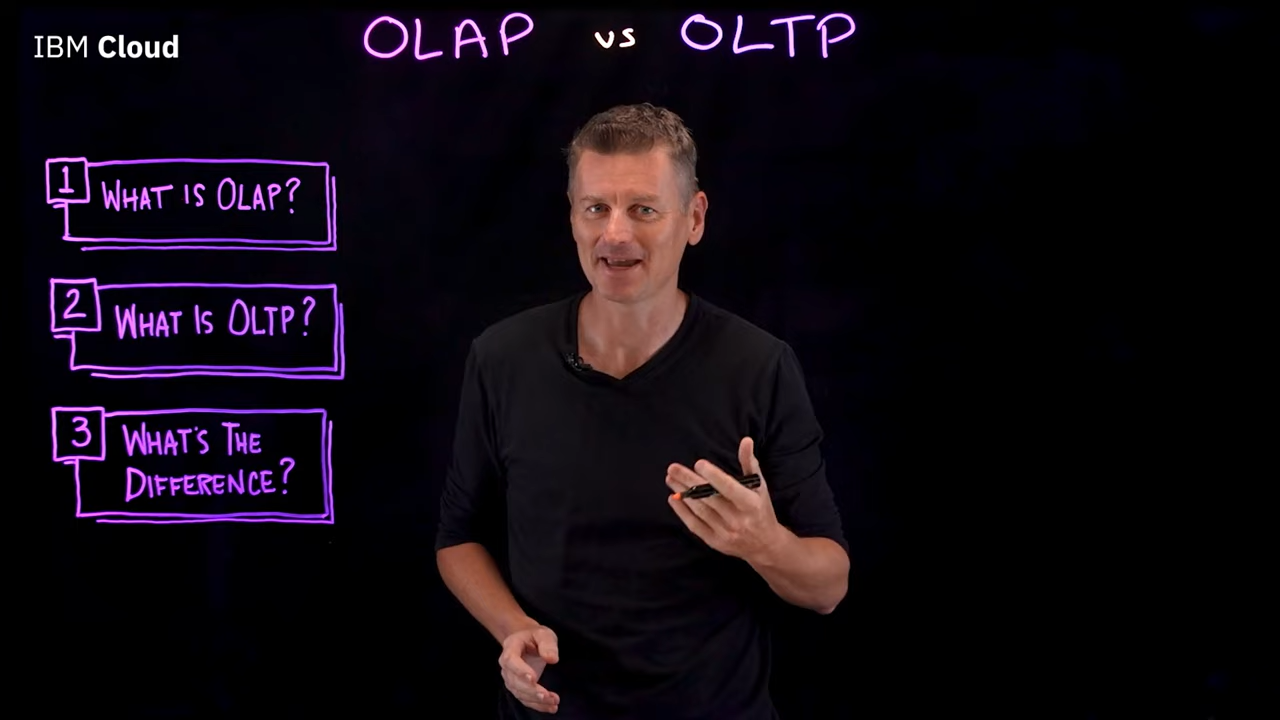 IBM Cloud
OLAP vs OLTP
1 WHAT IS OLAP?
2 WHAT IS OLTP?
3 WHAT'S THE
DIFFERENCE?